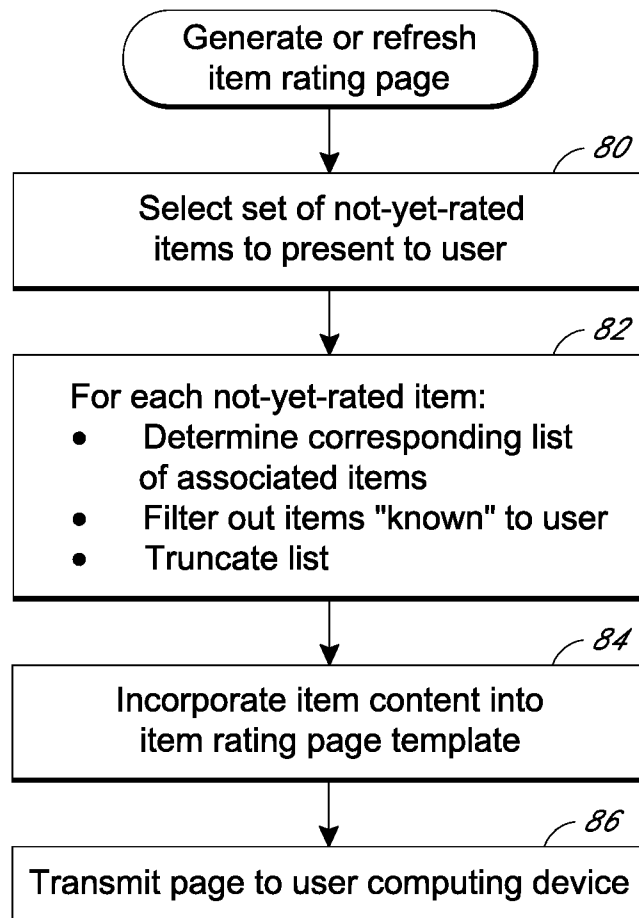 Generate or refresh
item rating page
80
Select set of not-yet-rated
items to present to user
82
For each not-yet-rated item:
• Determine corresponding list
of associated items
• Filter out items "known" to user
• Truncate list
84
Incorporate item content into
item rating page template
86
Transmit page to user computing device